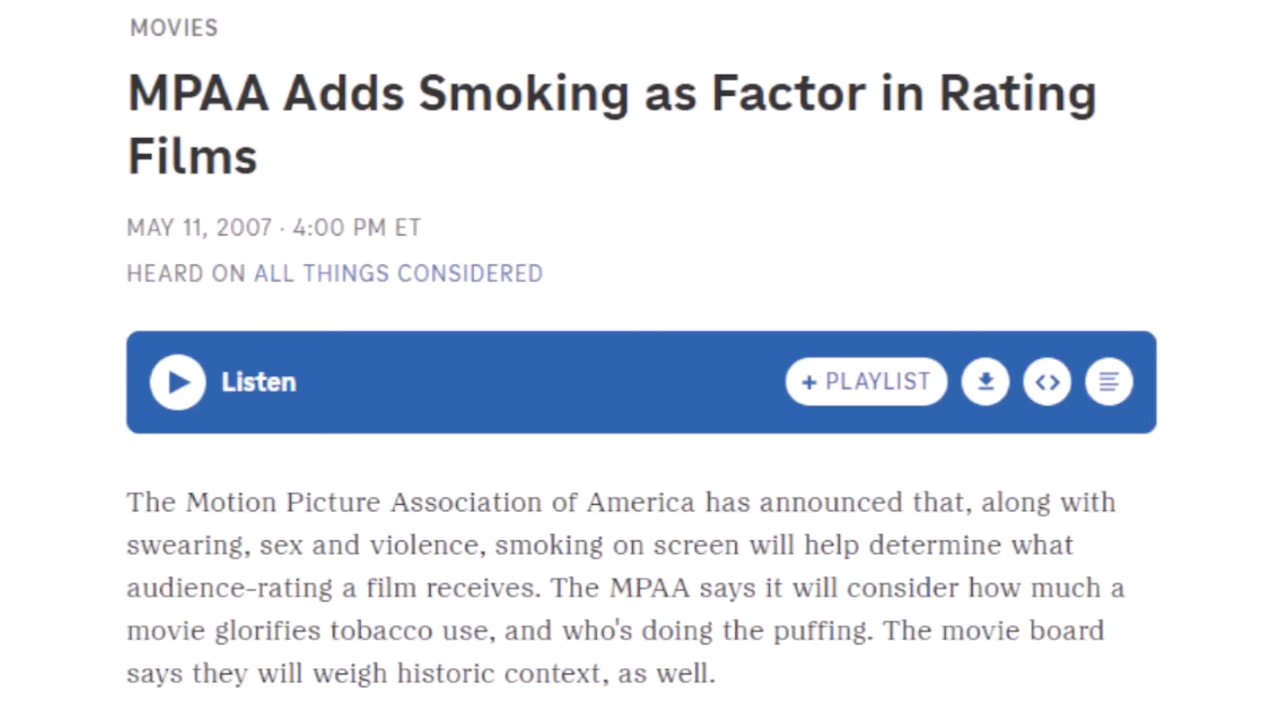 MOVIES
MPAA Adds Smoking as Factor in Rating
Films
MAY 11, 2007 · 4:00 PM ET
HEARD ON ALL THINGS CONSIDERED
Listen
+ PLAYLIST
The Motion Picture Association of America has announced that, along with
swearing, sex and violence, smoking on screen will help determine what
audience-rating a film receives. The MPAA says it will consider how much a
movie glorifies tobacco use, and who's doing the puffing. The movie board
says they will weigh historic context, as well.